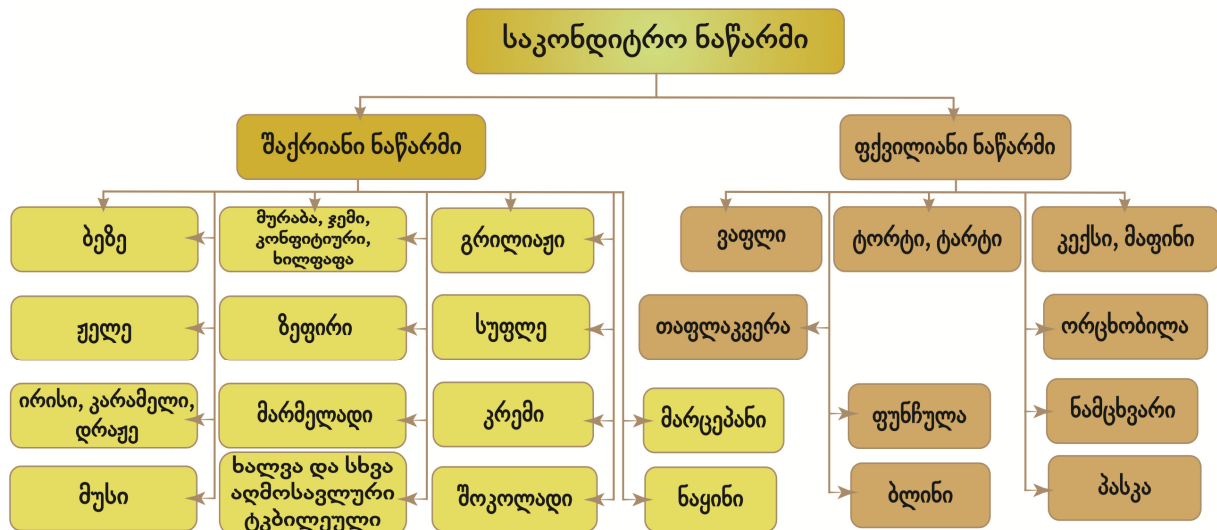 საკონდიტრო ნაწარმი
შაქრიანი ნაწარმი
ფქვილიანი ნაწარმი
ბეზე
მურაბა, ჯემი,
კონფიტიური,
ხილფაფა
გრილიაჟი
ვაფლი
ტორტი, ტარტი
კექსი, მაფინი
ჟელე
ზეფირი
სუფლე
თაფლაკვერა
ორცხობილა
ირისი, კარამელი,
დრაჟე
მარმელადი
კრემი
მარცეპანი
ფუნჩულა
ნამცხვარი
მუსი
ხალვა და სხვა
აღმოსავლური
ტკბილეული
შოკოლადი
ნაყინი
ბლინი
პასკა